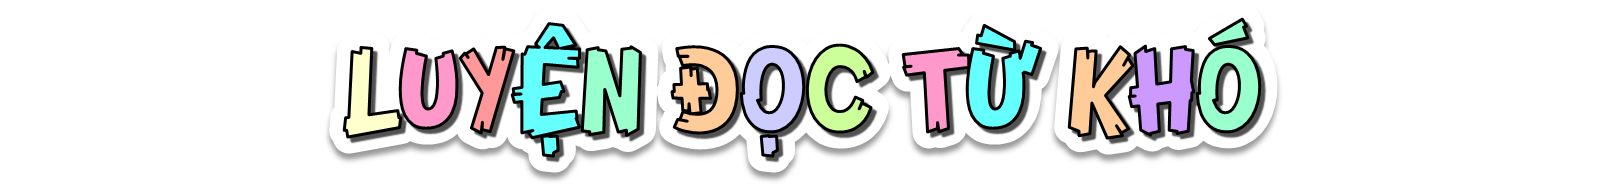 LUYỆN ĐỌC TỪ KHÓ